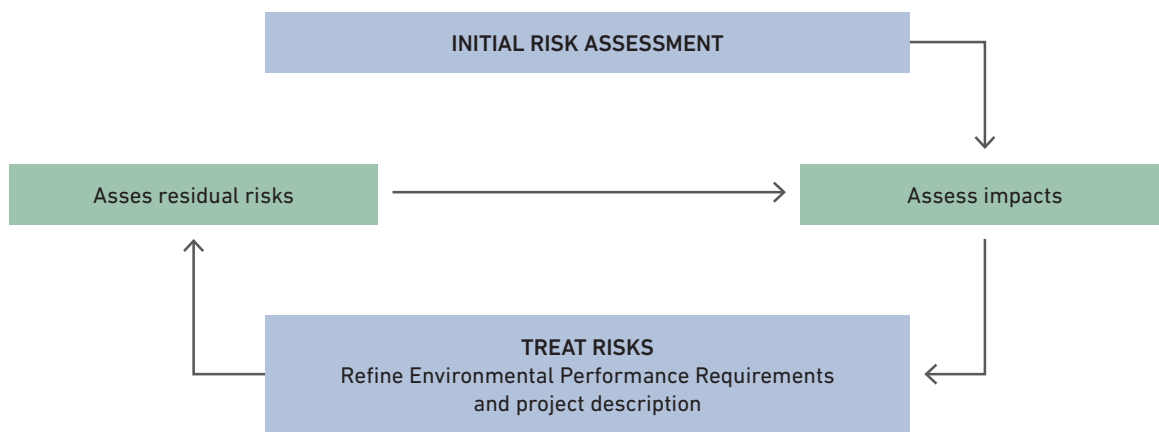 INITIAL RISK ASSESSMENT
Asses residual risks
Assess impacts
TREAT RISKS
Refine Environmental Performance Requirements
and project description